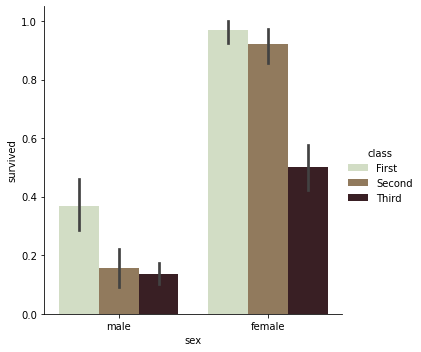 1.0
0.8
0.6
0.4
0.2
0.0
survived
male
female
sex
class
First
Second
Third